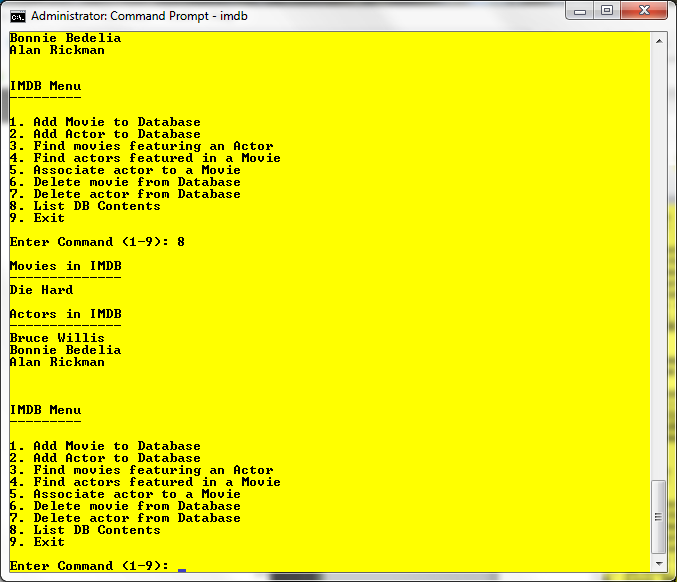 Administrator: Command Prompt - imdb
Bonnie Bedelia
Alan Rickman
IMDB Menu
---------
1. Add Movie to Database
2. Add Actor to Database
3. Find movies featuring an Actor
4. Find actors featured in a Movie
5. Associate actor to a Movie
6. Delete movie from Database
7. Delete actor from Database
8. List DB Contents
9. Exit
Enter Command (1-9): 8
Movies in IMDB
--------------
Die Hard
Actors in IMDB
--------------
Bruce Willis
Bonnie Bedelia
Alan Rickman
IMDB Menu
---------
1. Add Movie to Database
2. Add Actor to Database
3. Find movies featuring an Actor
4. Find actors featured in a Movie
5. Associate actor to a Movie
6. Delete movie from Database
7. Delete actor from Database
8. List DB Contents
9. Exit
Enter Command (1-9): _